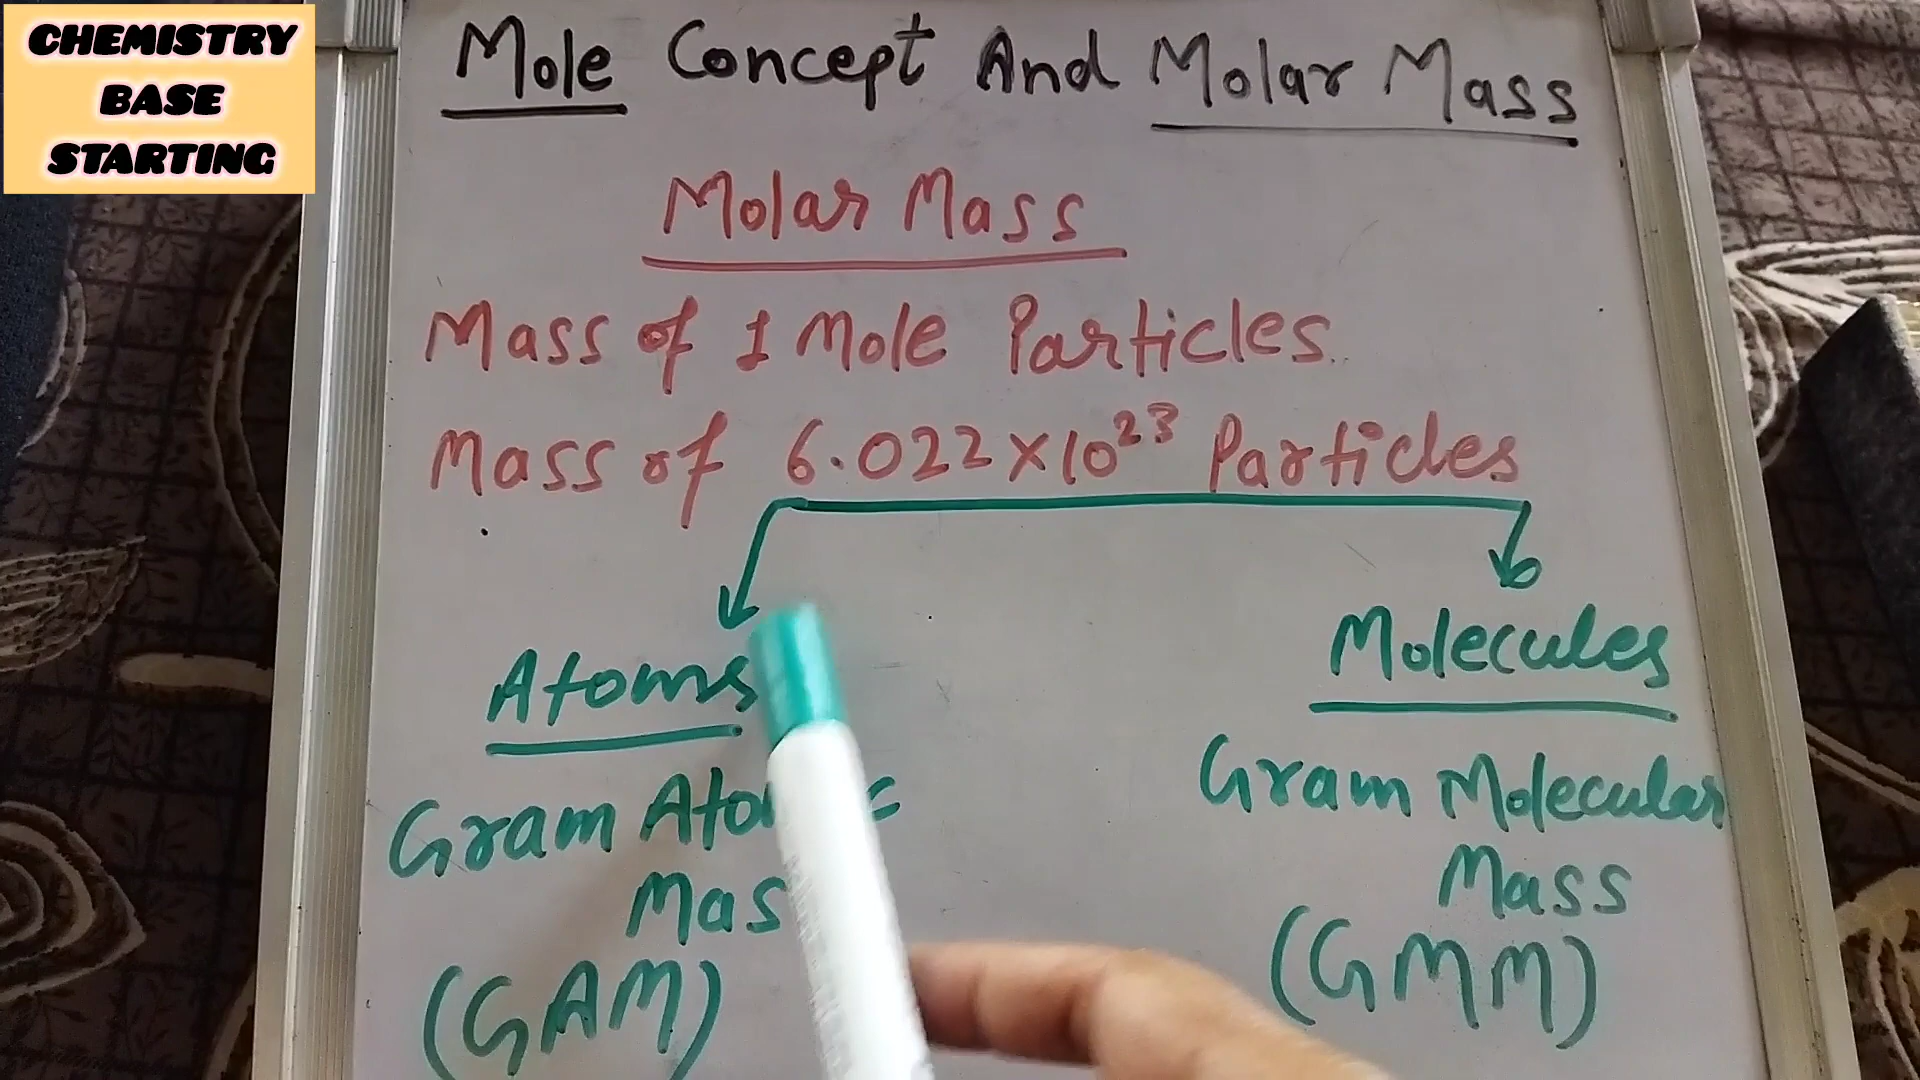 CHEMISTRY
BASE
STARTING
Mole Concept And Molar Mass
Molar Mass
Mass of 1 Mole Particles.
Mass of 6.022×10²³ Particles
Atoms
Gram
(GAM)
Molecules
Gram Molecular
Mass
(GMM)